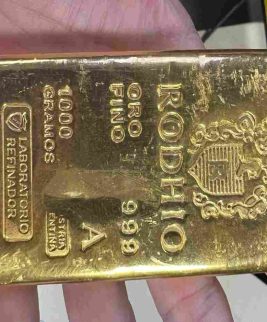 RODHIO
ORO
FINO 999
1000
GRAMOS A
LABORATORIO
REFINADOR